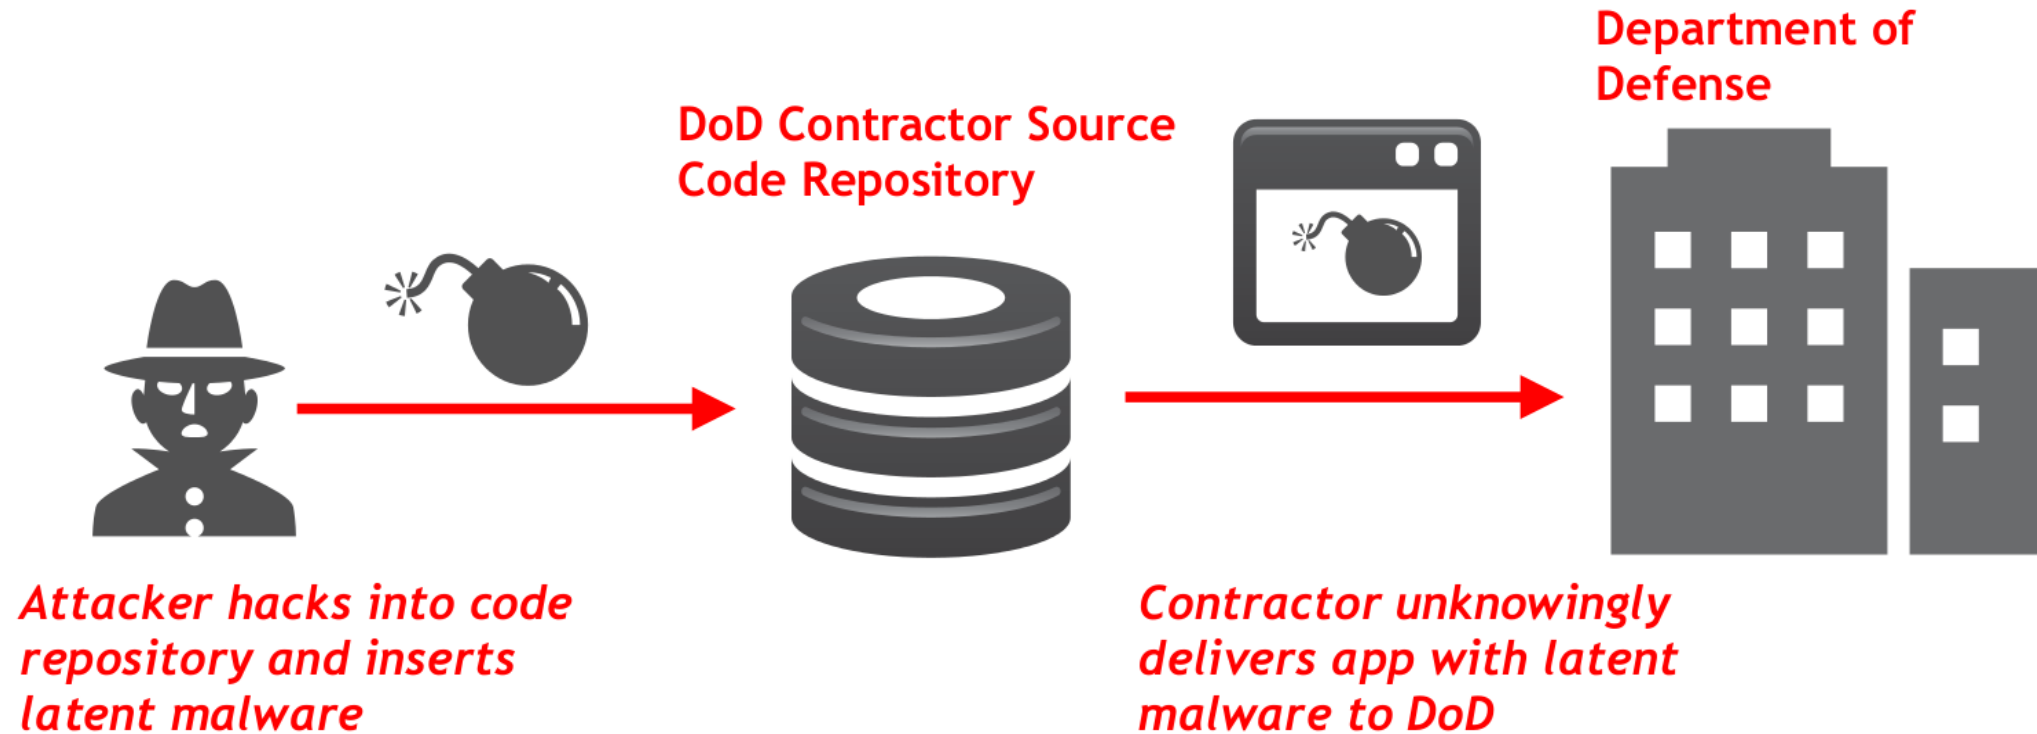 Department of
Defense
DoD Contractor Source
Code Repository
Attacker hacks into code
repository and inserts
latent malware
Contractor unknowingly
delivers app with latent
malware to DoD